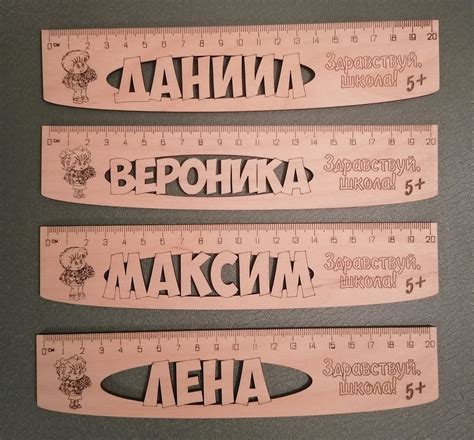 0 см 1 2 3 4 5 6 7 8 9 10 11 12 13 14 15 16 17 18 19 20
ДАНИИЛ
Здравствуй,
школа! 5+
0 см 1 2 3 4 5 6 7 8 9 10 11 12 13 14 15 16 17 18 19 20
ВЕРОНИКА
Здравствуй,
школа! 5+
0 см 1 2 3 4 5 6 7 8 9 10 11 12 13 14 15 16 17 18 19 20
МАКСИМ
Здравствуй,
школа! 5+
0 см 1 2 3 4 5 6 7 8 9 10 11 12 13 14 15 16 17 18 19 20
ЛЕНА
Здравствуй,
школа! 5+